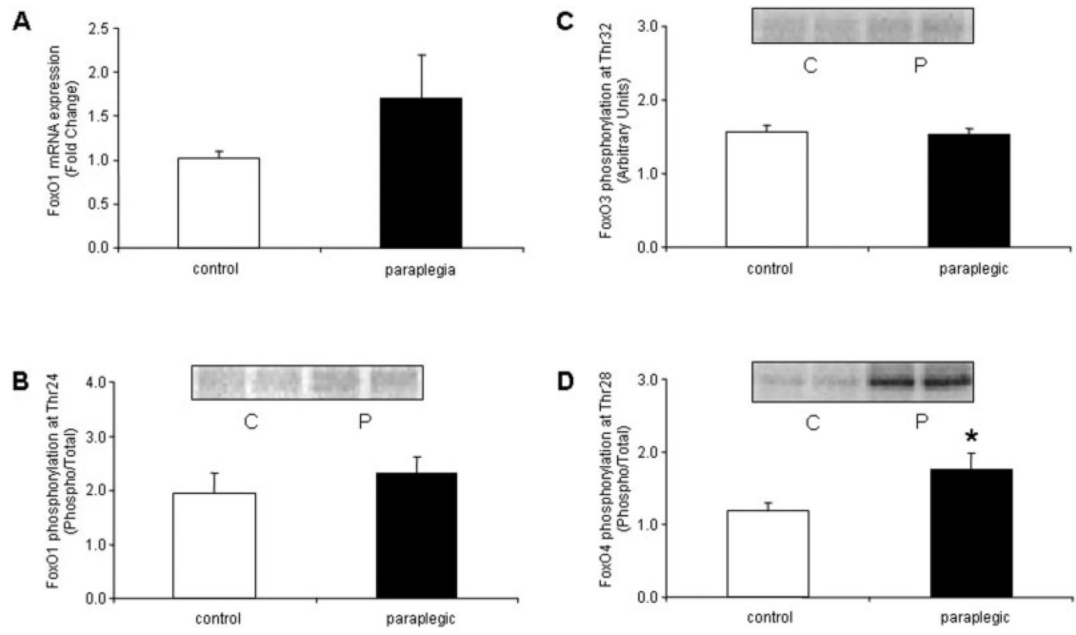 A
FoxO1 mRNA expression
(Fold Change)
2.5
2.0
1.5
1.0
0.5
0.0
control
paraplegia
B
FoxO1 phosphorylation at Thr24
(Phospho/Total)
4.0
3.0
2.0
1.0
0.0
C
P
control
paraplegic
C
FoxO3 phosphorylation at Thr32
(Arbitrary Units)
3.0
2.0
1.0
0.0
C
P
control
paraplegic
D
FoxO4 phosphorylation at Thr28
(Phospho/Total)
3.0
2.0
1.0
0.0
C
P
*
control
paraplegic